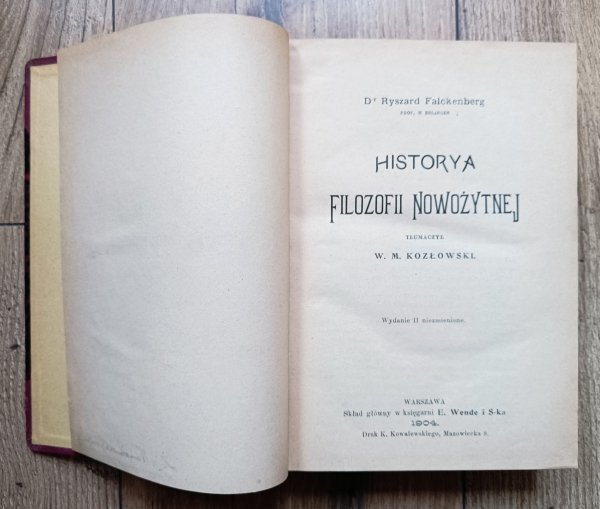 Dr Ryszard Falckenberg
PROF. W ERLANGEN
HISTORYA
FILOZOFII NOWOŻYTNEJ
TŁUMACZYŁ
W. M. KOZŁOWSKI.
Wydanie II niezmienione.
WARSZAWA
Skład główny w księgarni E. Wende i S-ka
1904.
Druk K. Kowalewskiego, Mazowiecka 8.